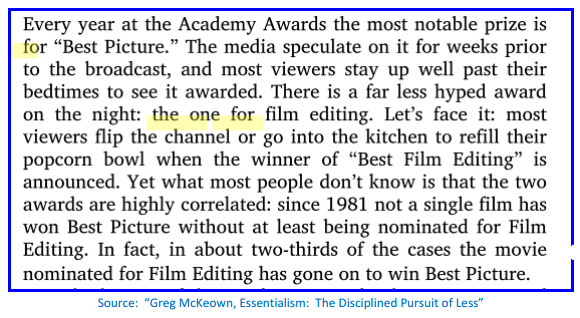 Every year at the Academy Awards the most notable prize is
for “Best Picture.” The media speculate on it for weeks prior
to the broadcast, and most viewers stay up well past their
bedtimes to see it awarded. There is a far less hyped award
on the night: the one for film editing. Let’s face it: most
viewers flip the channel or go into the kitchen to refill their
popcorn bowl when the winner of “Best Film Editing” is
announced. Yet what most people don’t know is that the two
awards are highly correlated: since 1981 not a single film has
won Best Picture without at least being nominated for Film
Editing. In fact, in about two-thirds of the cases the movie
nominated for Film Editing has gone on to win Best Picture.
Source: “Greg McKeown, Essentialism: The Disciplined Pursuit of Less”